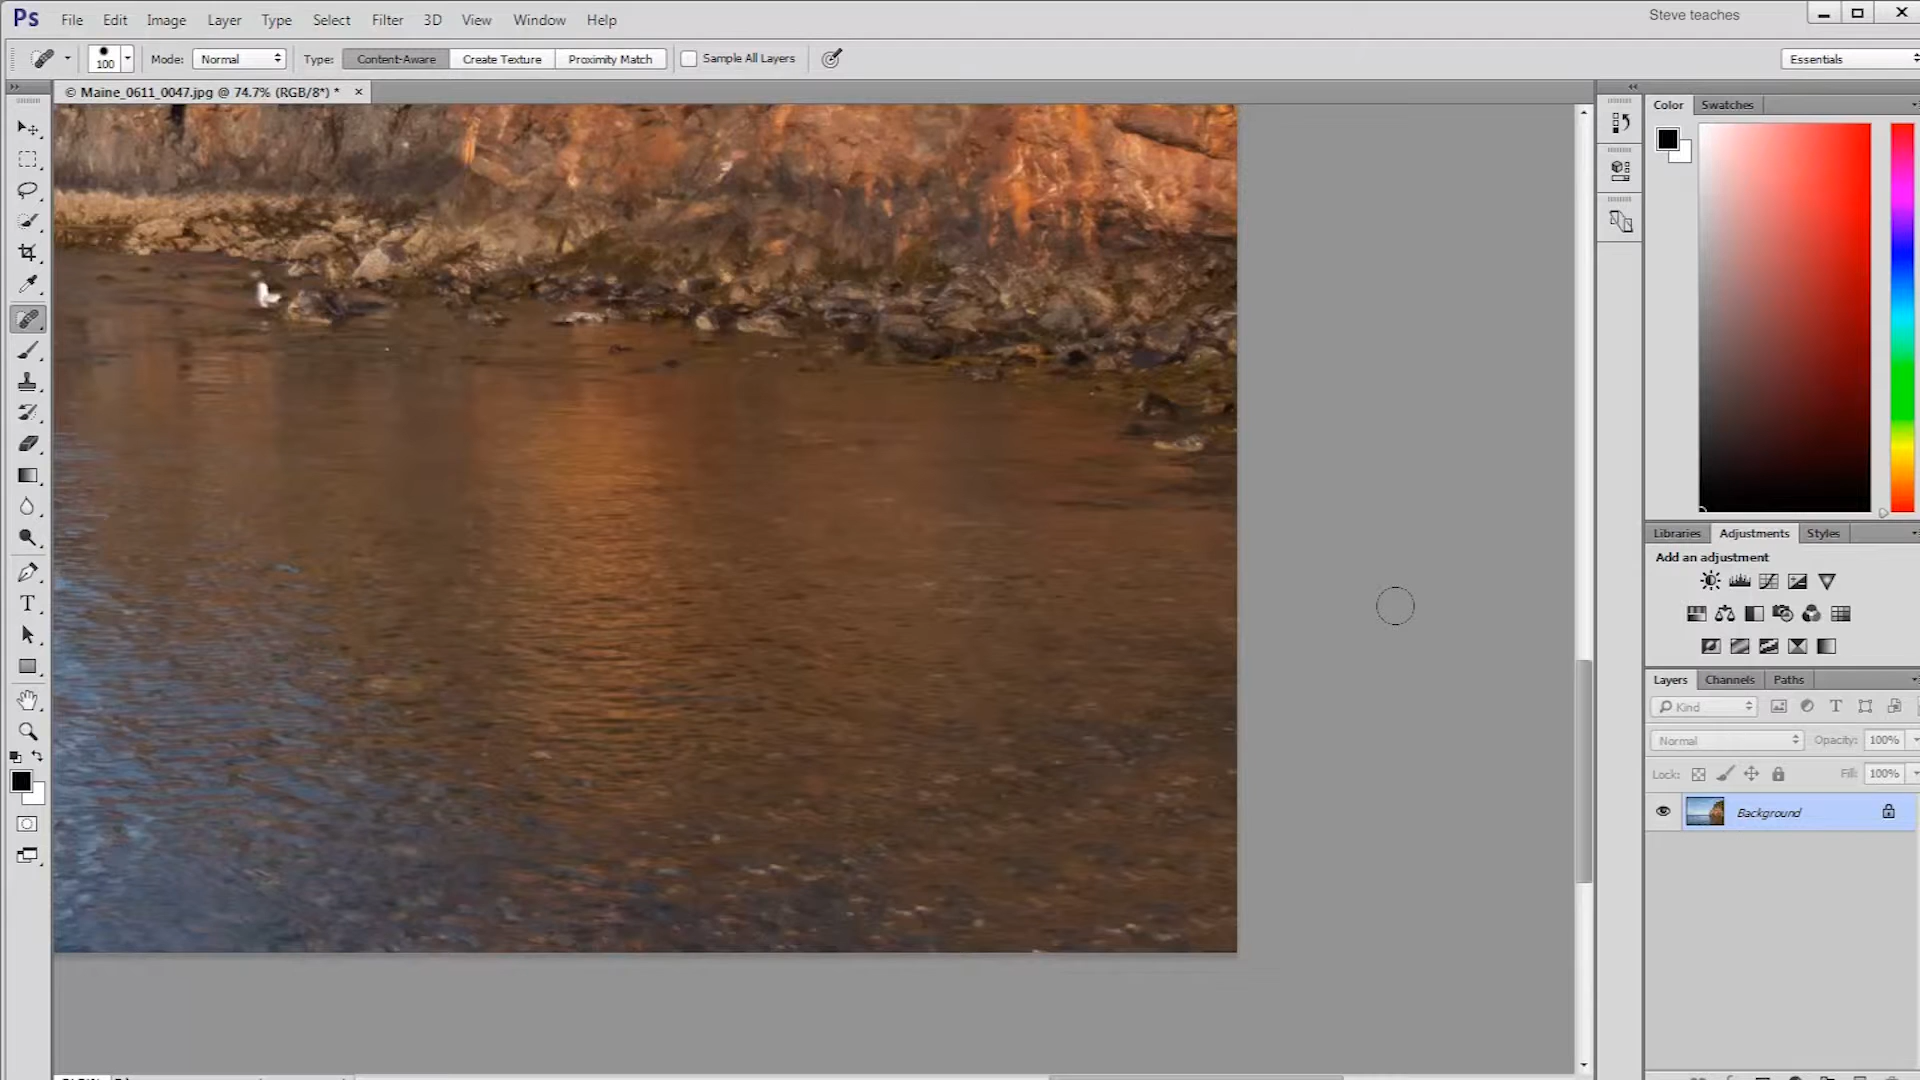 Ps File Edit Image Layer Type Select Filter 3D View Window Help Steve teaches
100 Mode: Normal Type: Content-Aware Create Texture Proximity Match Sample All Layers Essentials
© Maine_0611_0047.jpg @ 74.7% (RGB/8*) * ×
Color Swatches
Libraries Adjustments Styles
Add an adjustment
Layers Channels Paths
Kind
Normal Opacity: 100%
Lock: Fill: 100%
Background